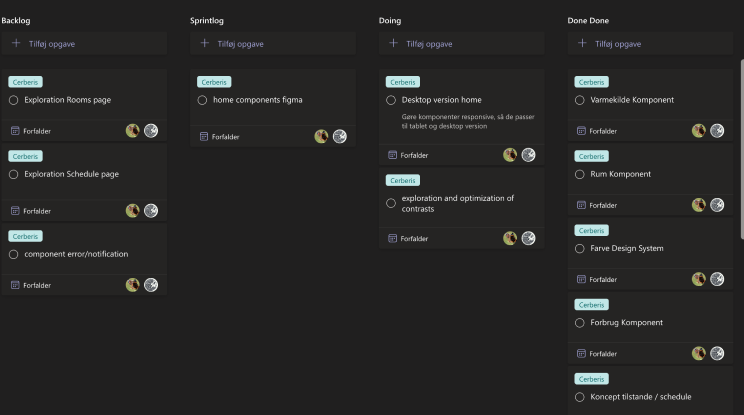 Backlog
Tilføj opgave
Cerberis
Exploration Rooms page
Forfalder
Cerberis
Exploration Schedule page
Forfalder
Cerberis
component error/notification
Forfalder
Sprintlog
Tilføj opgave
Cerberis
home components figma
Forfalder
Doing
Tilføj opgave
Cerberis
Desktop version home
Gøre komponenter responsive, så de passer
til tablet og desktop version
Forfalder
Cerberis
exploration and optimization of
contrasts
Forfalder
Done Done
Tilføj opgave
Cerberis
Varmekilde Komponent
Forfalder
Cerberis
Rum Komponent
Forfalder
Cerberis
Farve Design System
Forfalder
Cerberis
Forbrug Komponent
Forfalder
Cerberis
Koncept tilstande / schedule